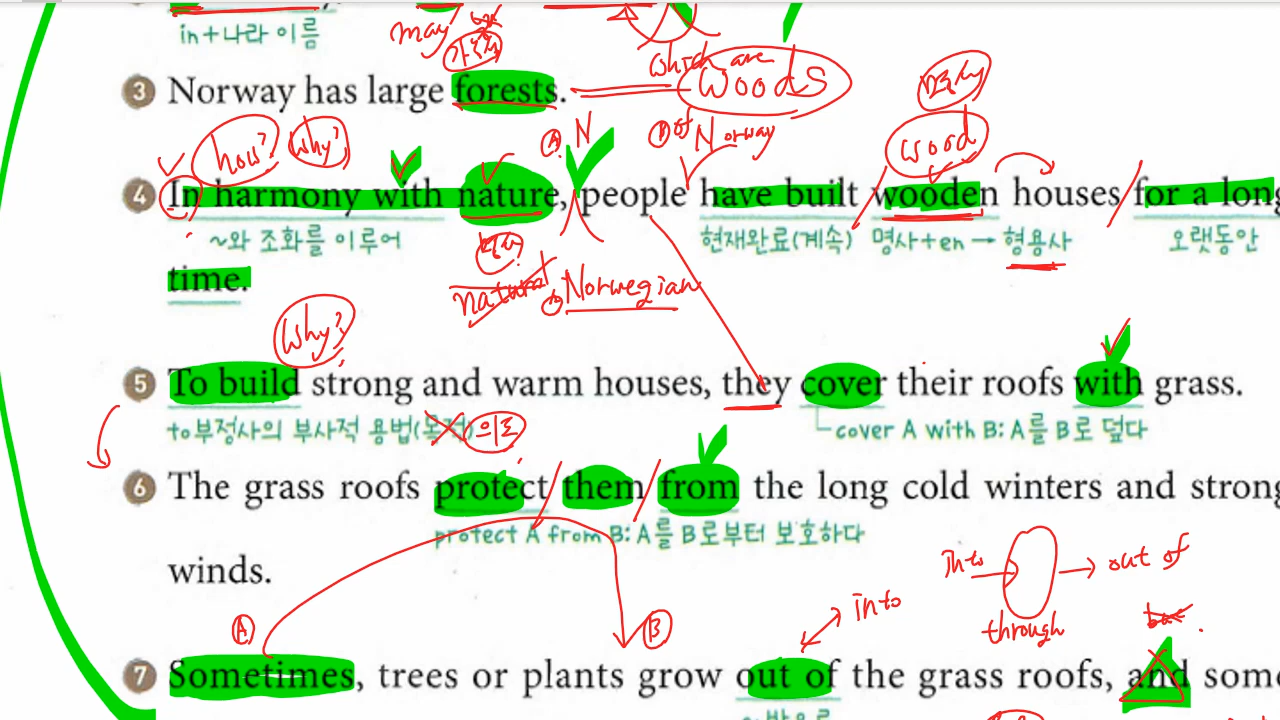 in+나라 이름
may
which are
③ Norway has large forests.
woods
how?
why?
Ⓐ N
① of Norway
wood
④ In harmony with nature, people have built wooden houses for a long
~와 조화를 이루어
현재완료(계속)
명사+en → 형용사
오랫동안
time.
natural
Norwegian
why?
⑤ To build strong and warm houses, they cover their roofs with grass.
to부정사의 부사적 용법(목적)
의도
cover A with B: A를 B로 덮다
⑥ The grass roofs protect them from the long cold winters and strong
protect A from B: A를 B로부터 보호하다
winds.
into
out of
through
into
but
Ⓐ
Ⓑ
⑦ Sometimes, trees or plants grow out of the grass roofs, and some